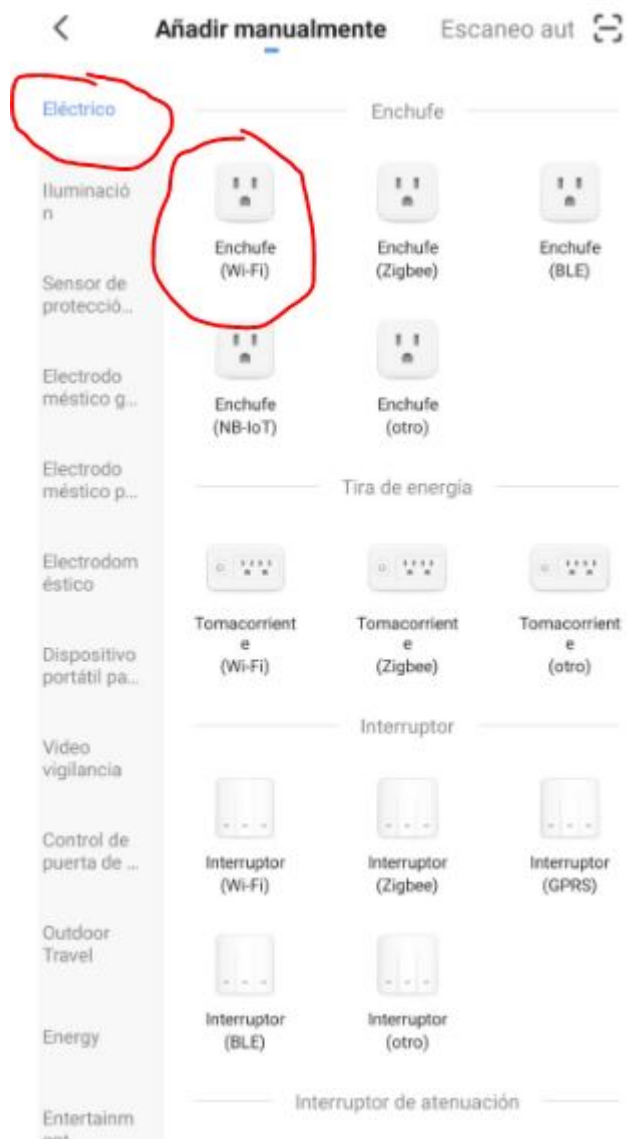 Añadir manualmente
Escaneo aut
Eléctrico
Iluminació
n
Sensor de
protecció...
Electrodo
méstico g...
Electrodo
méstico p...
Electrodom
éstico
Dispositivo
portátil pa...
Video
vigilancia
Control de
puerta de ...
Outdoor
Travel
Energy
Entertainm
Enchufe
Enchufe
(Wi-Fi)
Enchufe
(Zigbee)
Enchufe
(BLE)
Enchufe
(NB-IoT)
Enchufe
(otro)
Tira de energía
Tomacorrient
e
(Wi-Fi)
Tomacorrient
e
(Zigbee)
Tomacorrient
e
(otro)
Interruptor
Interruptor
(Wi-Fi)
Interruptor
(Zigbee)
Interruptor
(GPRS)
Interruptor
(BLE)
Interruptor
(otro)
Interruptor de atenuación